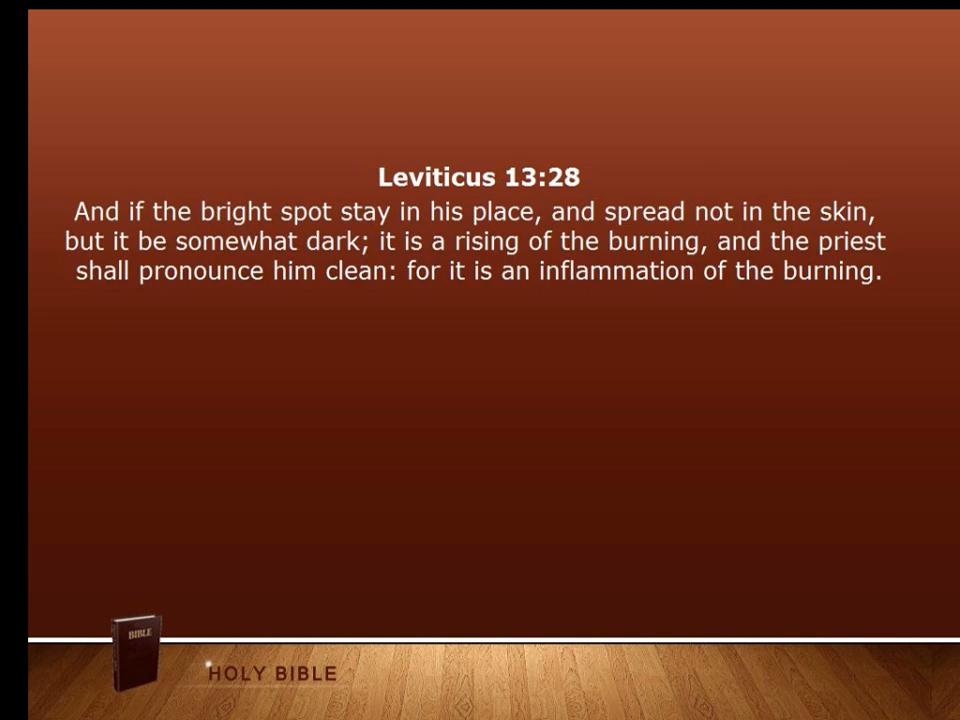 Leviticus 13:28
And if the bright spot stay in his place, and spread not in the skin,
but it be somewhat dark; it is a rising of the burning, and the priest
shall pronounce him clean: for it is an inflammation of the burning.
BIBLE
HOLY BIBLE